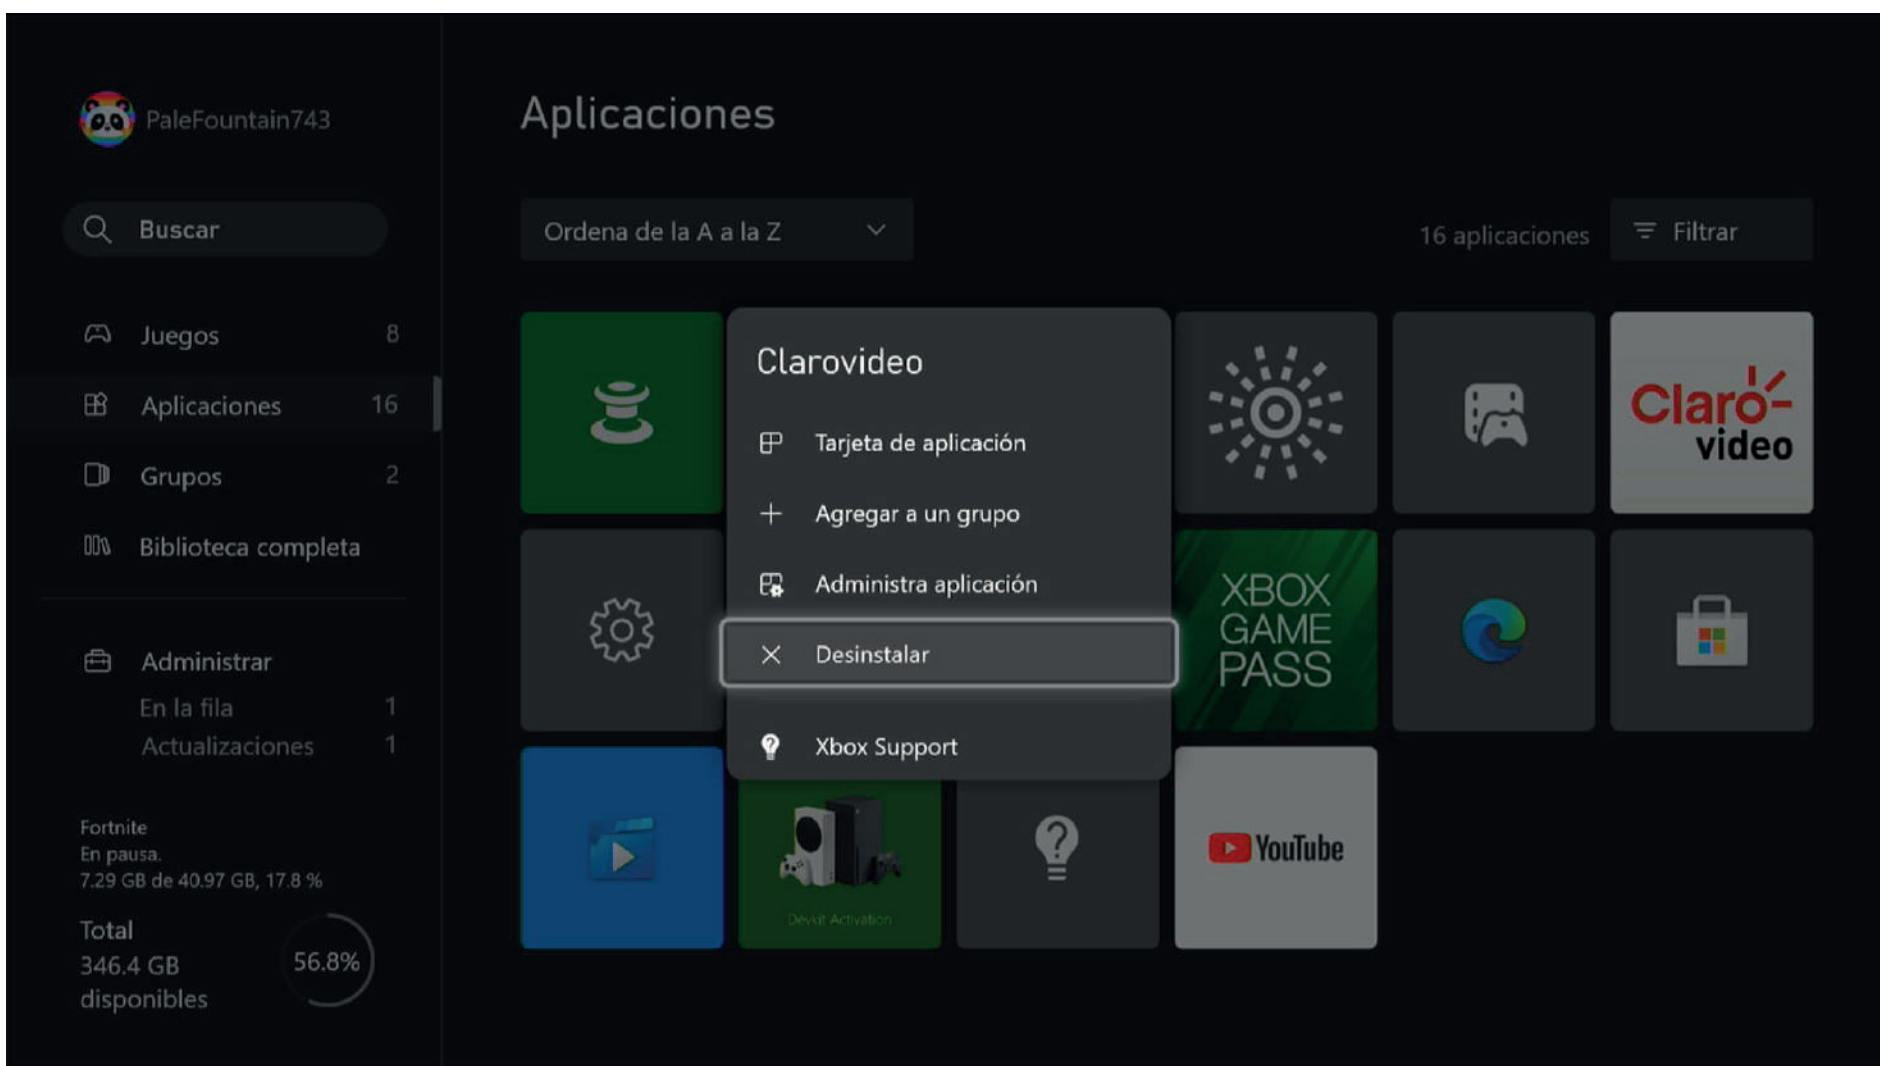 PaleFountain743
Buscar
Juegos 8
Aplicaciones 16
Grupos 2
Biblioteca completa
Administrar
En la fila 1
Actualizaciones 1
Fortnite
En pausa.
7.29 GB de 40.97 GB, 17.8 %
Total
346.4 GB
disponibles
56.8%
Aplicaciones
Ordena de la A a la Z
16 aplicaciones
Filtrar
Clarovideo
Tarjeta de aplicación
Agregar a un grupo
Administra aplicación
Desinstalar
Xbox Support
Claro
video
XBOX
GAME
PASS
Devkit Activation
YouTube